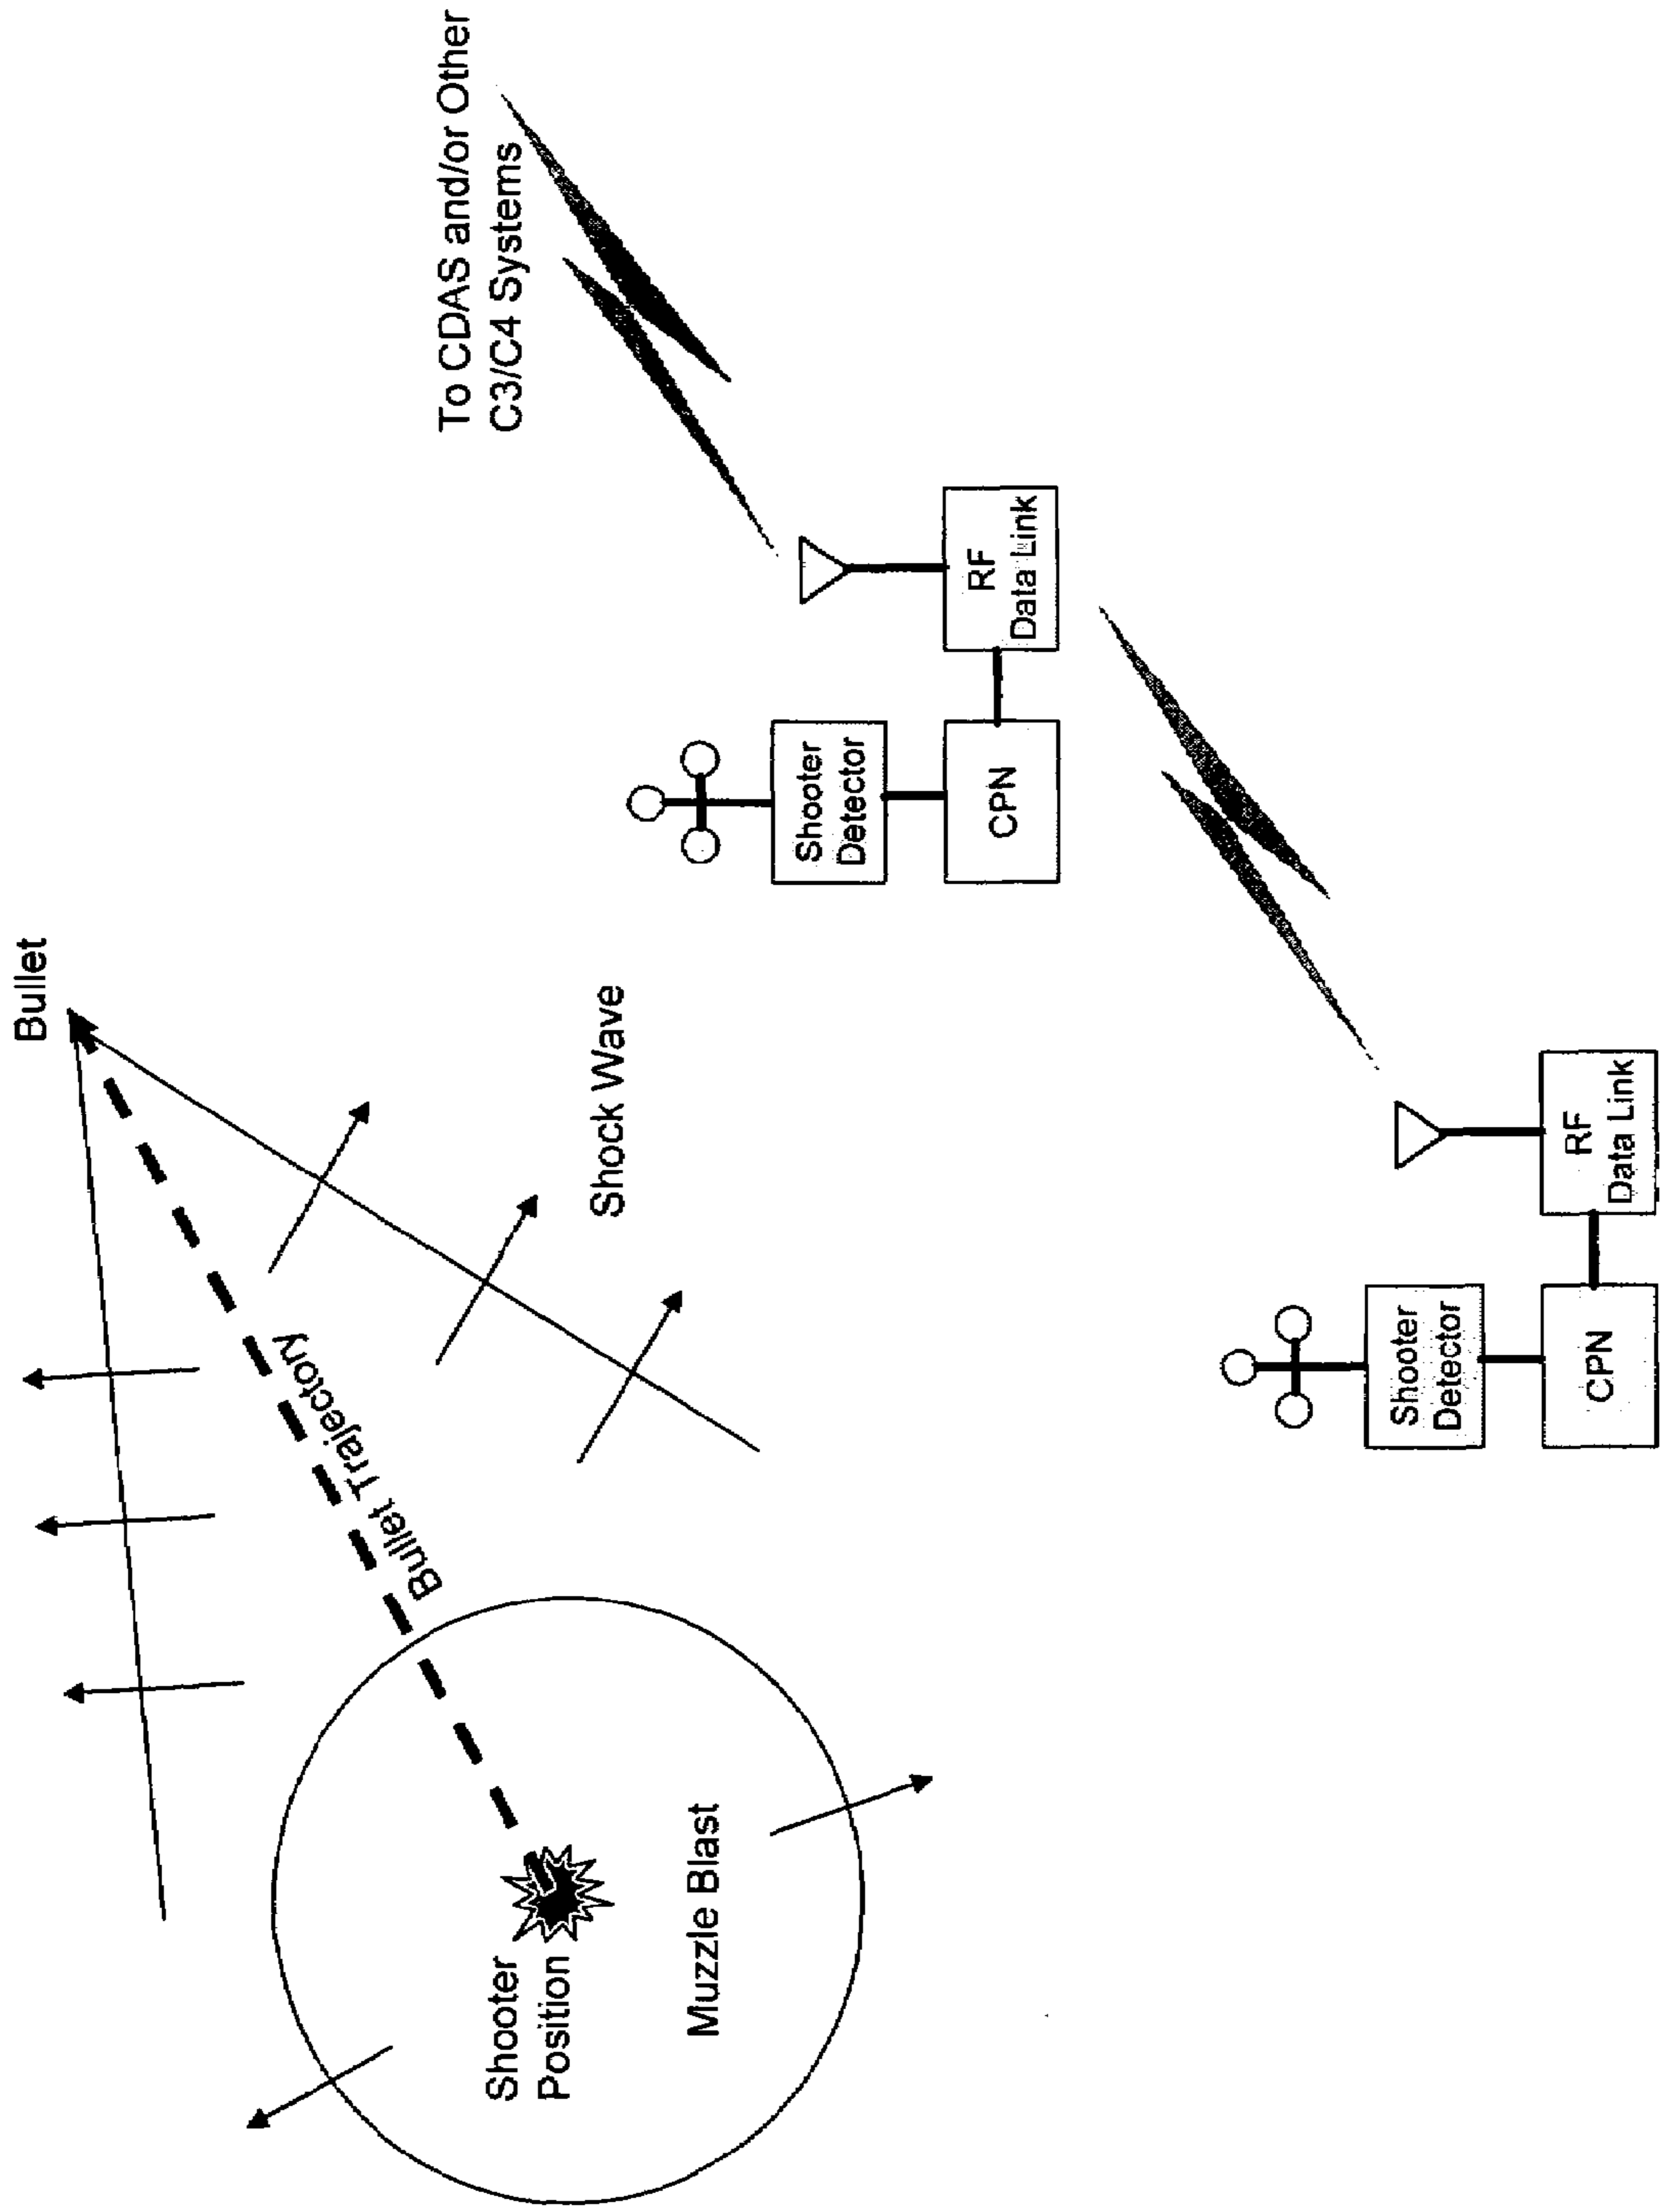 Bullet
To CDAS and/or Other
C3/C4 Systems
Bullet Trajectory
Shock Wave
Shooter
Position
Muzzle Blast
Shooter
Detector
CPN
RF
Data Link
Shooter
Detector
CPN
RF
Data Link